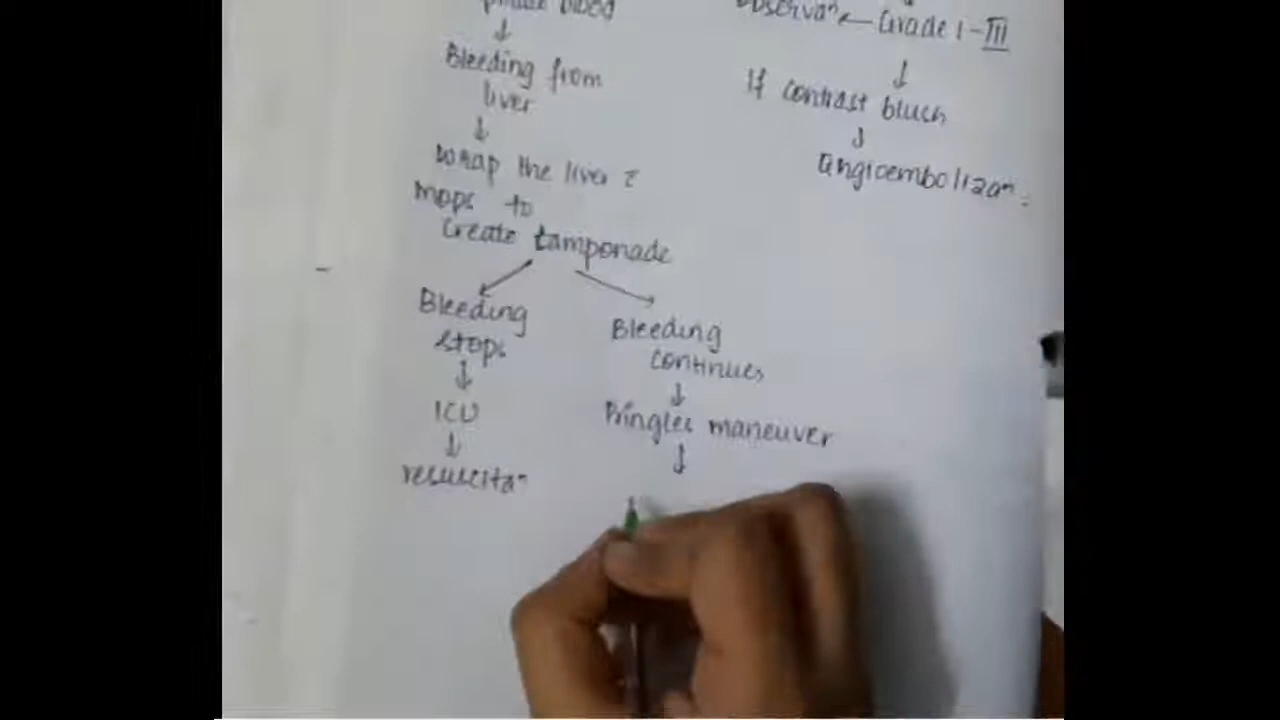 blood
↓
Bleeding from
liver
↓
Wrap the liver c̄
mops to
Create tamponade
Bleeding
stops
↓
ICU
↓
resuscitaⁿ
Bleeding
continues
↓
Pringles maneuver
↓
Observaⁿ ← Grade I - III
↓
If contrast blush
↓
Angioembolizaⁿ.